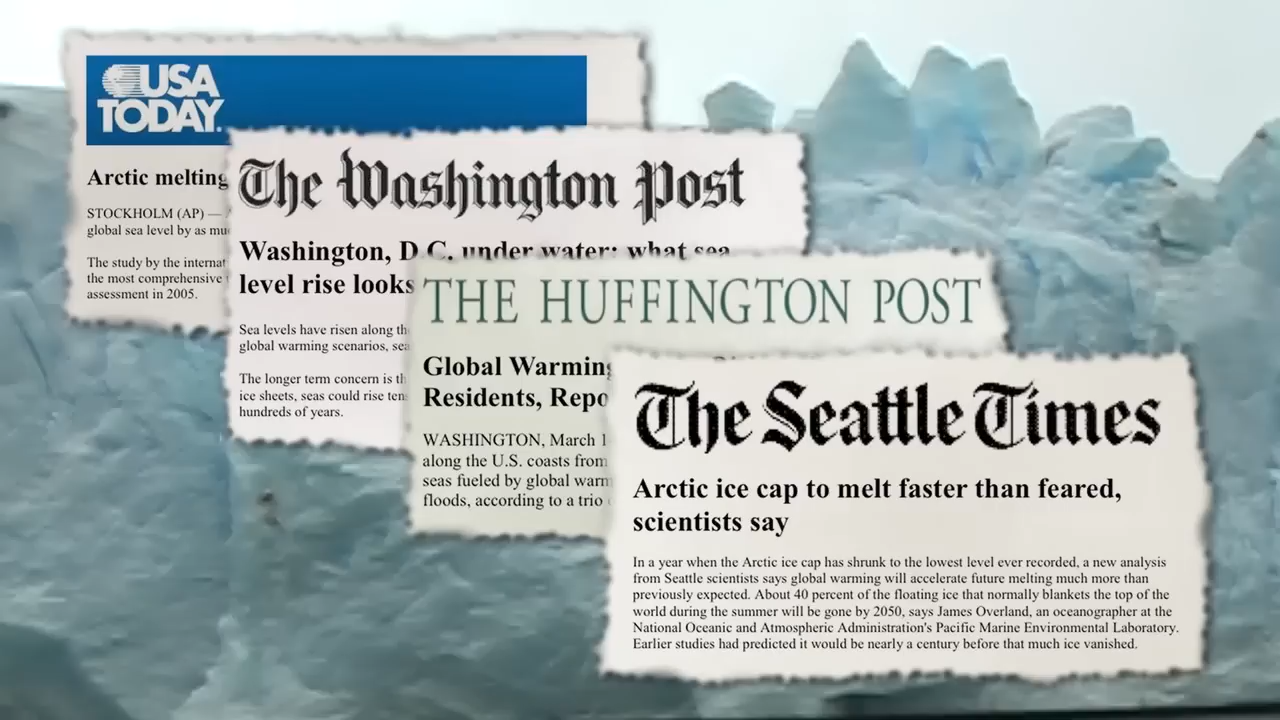 USA
TODAY.
Arctic melting
STOCKHOLM (AP) —
global sea level by as
The study by the
the most comprehensive
assessment in 2005.
The Washington Post
Washington, D.C. under water: what sea
level rise looks
Sea levels have risen along
global warming scenarios,
The longer term concern is
ice sheets, seas could rise
hundreds of years.
THE HUFFINGTON POST
Global Warming
Residents,
WASHINGTON, March
along the U.S. coasts from
seas fueled by global
floods, according to a trio
The Seattle Times
Arctic ice cap to melt faster than feared,
scientists say
In a year when the Arctic ice cap has shrunk to the lowest level ever recorded, a new analysis
from Seattle scientists says global warming will accelerate future melting much more than
previously expected. About 40 percent of the floating ice that normally blankets the top of the
world during the summer will be gone by 2050, says James Overland, an oceanographer at the
National Oceanic and Atmospheric Administration's Pacific Marine Environmental Laboratory.
Earlier studies had predicted it would be nearly a century before that much ice vanished.